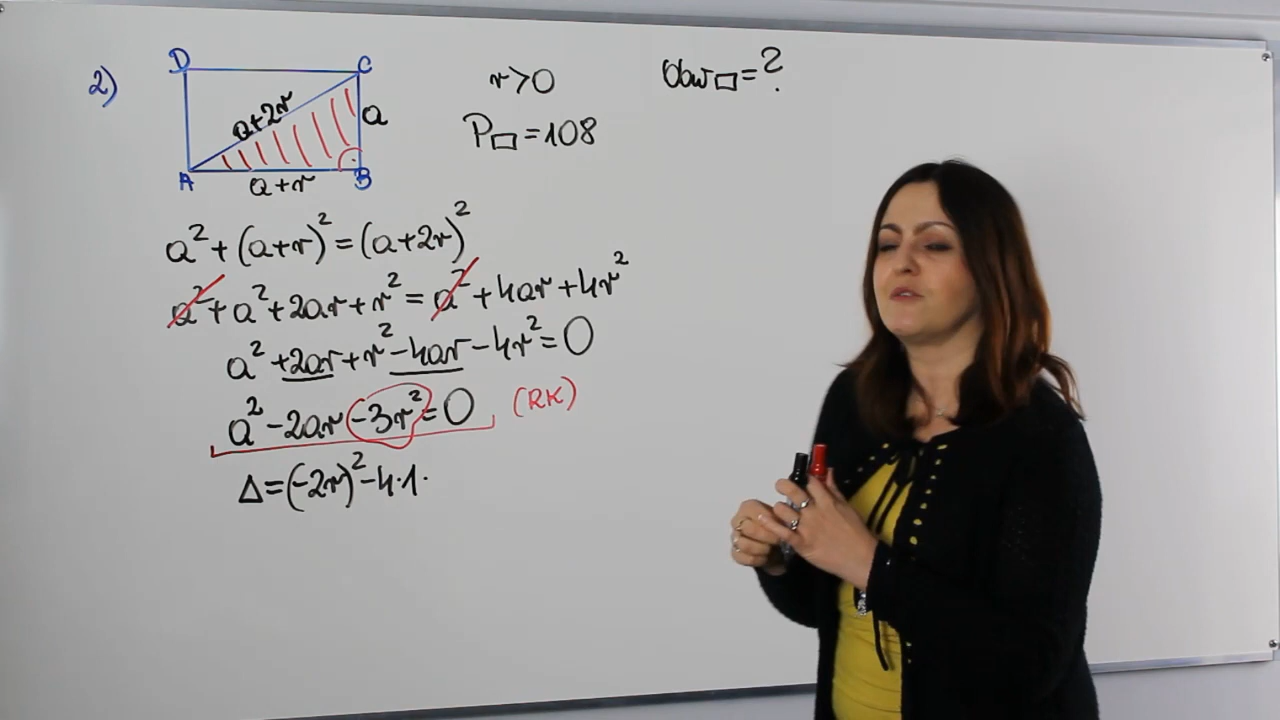 2)
D C
a+2r a
A a+r B
r>0
P▭=108
Obw▭=?
a²+(a+r)²=(a+2r)²
a²+a²+2ar+r²=a²+4ar+4r²
a²+2ar+r²-4ar-4r²=0
a²-2ar-3r²=0 (RK)
Δ=(-2r)²-4·1·